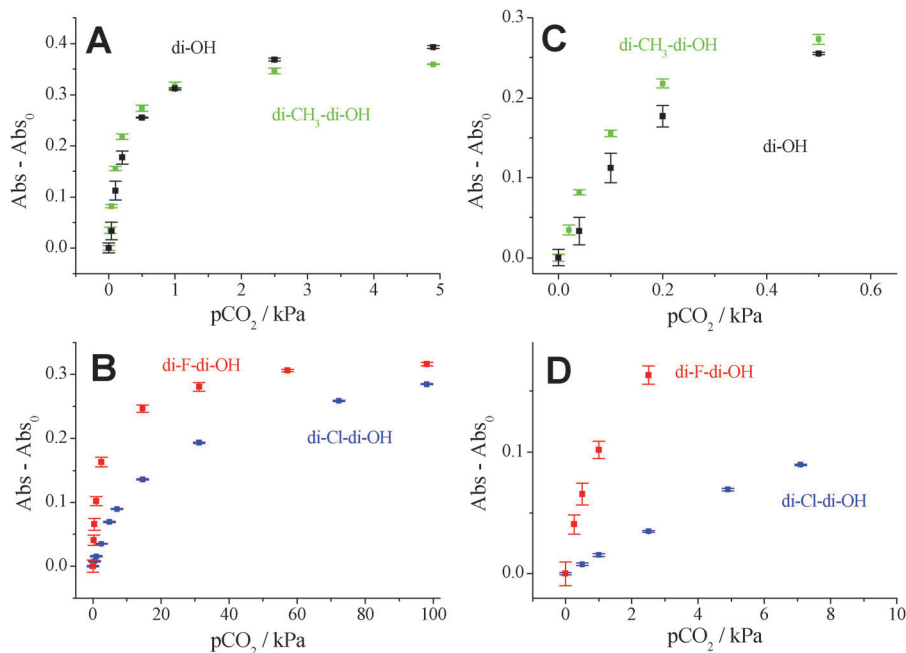 A
di-OH
di-CH₃-di-OH
Abs - Abs₀
0.4
0.3
0.2
0.1
0.0
0
1
2
3
4
5
pCO₂ / kPa
C
di-CH₃-di-OH
di-OH
Abs - Abs₀
0.3
0.2
0.1
0.0
0.0
0.2
0.4
0.6
pCO₂ / kPa
B
di-F-di-OH
di-Cl-di-OH
Abs - Abs₀
0.3
0.2
0.1
0.0
0
20
40
60
80
100
pCO₂ / kPa
D
di-F-di-OH
di-Cl-di-OH
Abs - Abs₀
0.1
0.0
0
2
4
6
8
10
pCO₂ / kPa